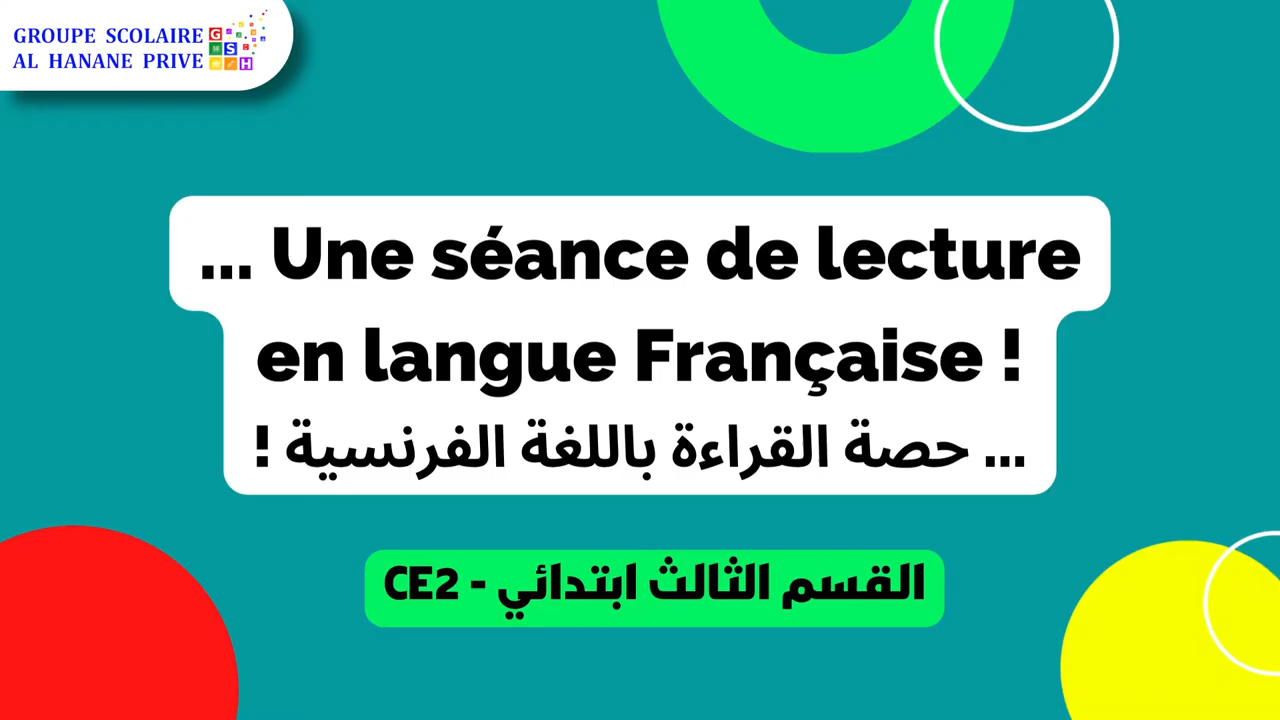 GROUPE SCOLAIRE
AL HANANE PRIVE
G
S
H
... Une séance de lecture
en langue Française !
... حصة القراءة باللغة الفرنسية !
القسم الثالث ابتدائي - CE2